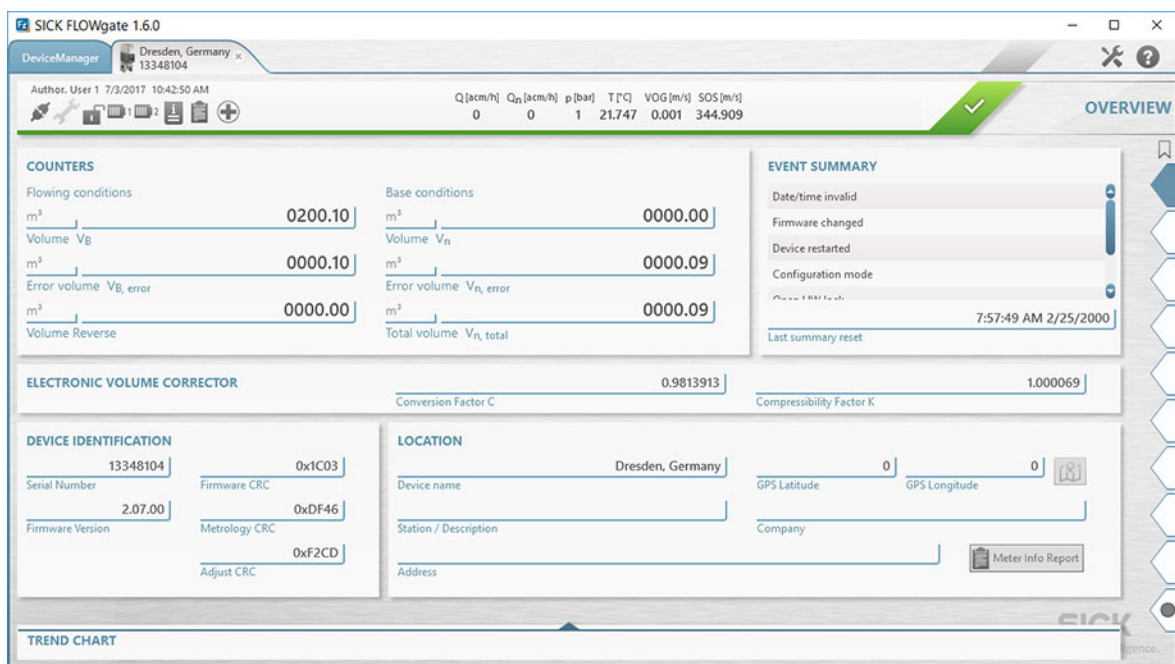 SICK FLOWgate 1.6.0
DeviceManager
Dresden, Germany
13348104
Author. User 1 7/3/2017 10:42:50 AM
Q [acm/h] Qn [acm/h] p [bar] T [°C] VOG [m/s] SOS [m/s]
0 0 1 21.747 0.001 344.909
1 2
OVERVIEW
COUNTERS
Flowing conditions
m³ 0200.10
Volume VB
m³ 0000.10
Error volume VB, error
m³ 0000.00
Volume Reverse
Base conditions
m³ 0000.00
Volume Vn
m³ 0000.09
Error volume Vn, error
m³ 0000.09
Total volume Vn, total
EVENT SUMMARY
Date/time invalid
Firmware changed
Device restarted
Configuration mode
7:57:49 AM 2/25/2000
Last summary reset
ELECTRONIC VOLUME CORRECTOR
0.9813913
Conversion Factor C
1.000069
Compressibility Factor K
DEVICE IDENTIFICATION
13348104
Serial Number
0x1C03
Firmware CRC
2.07.00
Firmware Version
0xDF46
Metrology CRC
0xF2CD
Adjust CRC
LOCATION
Dresden, Germany
Device name
0
GPS Latitude
0
GPS Longitude
Station / Description
Company
Address
Meter Info Report
SICK
TREND CHART